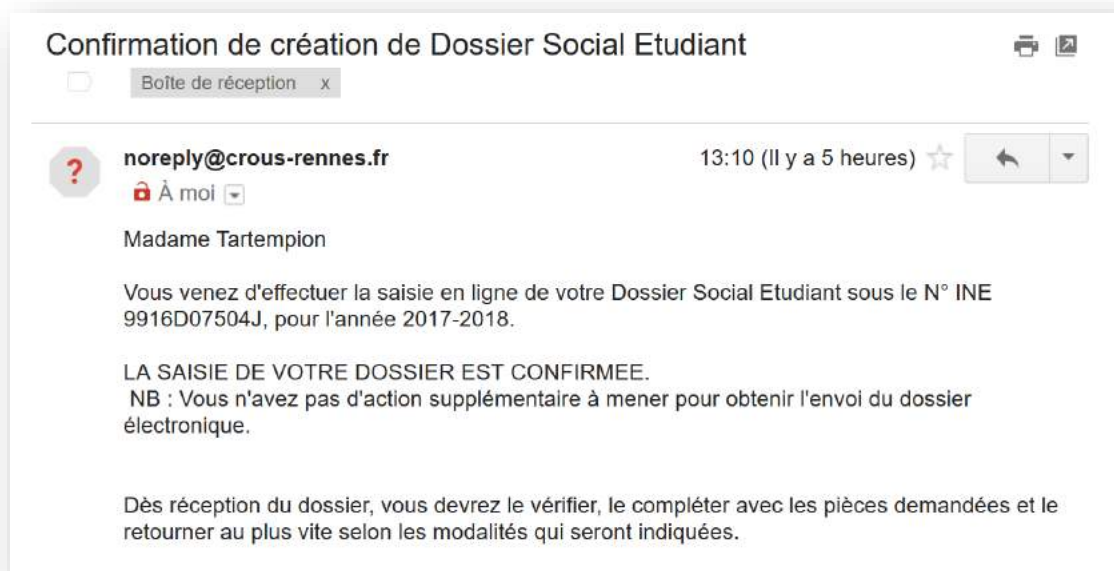 Confirmation de création de Dossier Social Etudiant
Boîte de réception x
?
noreply@crous-rennes.fr 13:10 (Il y a 5 heures)
À moi
Madame Tartempion
Vous venez d'effectuer la saisie en ligne de votre Dossier Social Etudiant sous le N° INE
9916D07504J, pour l'année 2017-2018.
LA SAISIE DE VOTRE DOSSIER EST CONFIRMEE.
NB : Vous n'avez pas d'action supplémentaire à mener pour obtenir l'envoi du dossier
électronique.
Dès réception du dossier, vous devrez le vérifier, le compléter avec les pièces demandées et le
retourner au plus vite selon les modalités qui seront indiquées.